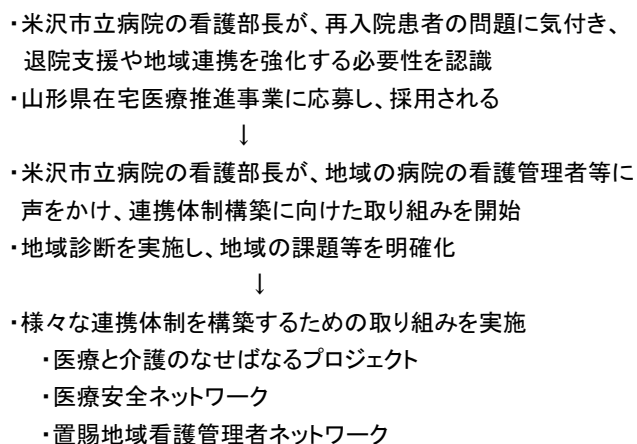 ・米沢市立病院の看護部長が、再入院患者の問題に気付き、
退院支援や地域連携を強化する必要性を認識
・山形県在宅医療推進事業に応募し、採用される
↓
・米沢市立病院の看護部長が、地域の病院の看護管理者等に
声をかけ、連携体制構築に向けた取り組みを開始
・地域診断を実施し、地域の課題等を明確化
↓
・様々な連携体制を構築するための取り組みを実施
・医療と介護のなせばなるプロジェクト
・医療安全ネットワーク
・置賜地域看護管理者ネットワーク